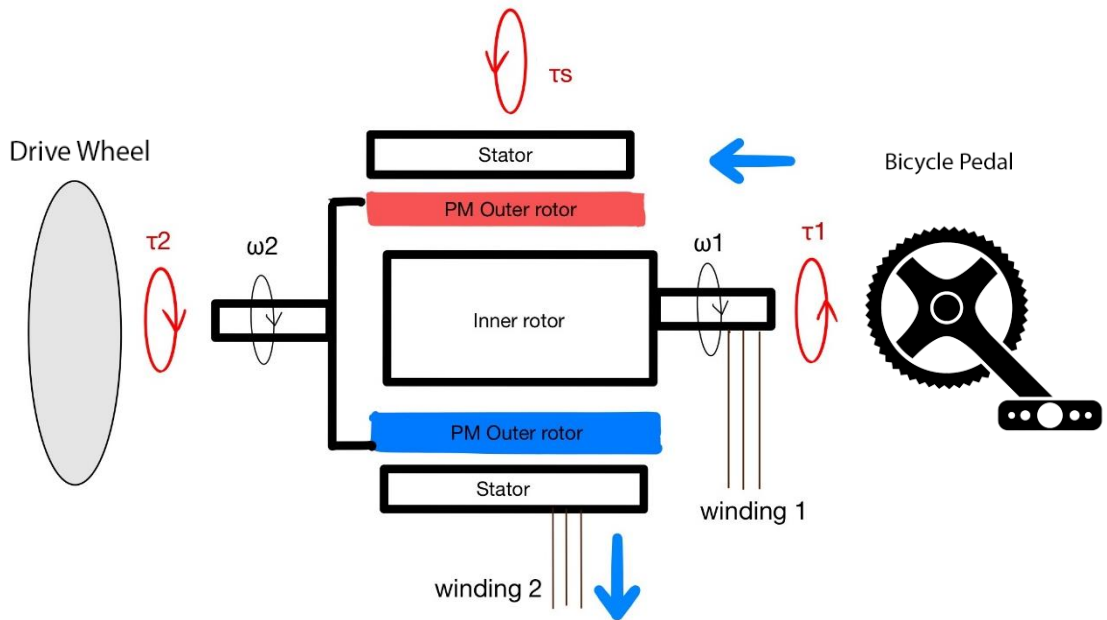 τs
Drive Wheel
Stator
Bicycle Pedal
PM Outer rotor
τ2
ω2
ω1
τ1
Inner rotor
PM Outer rotor
Stator
winding 1
winding 2